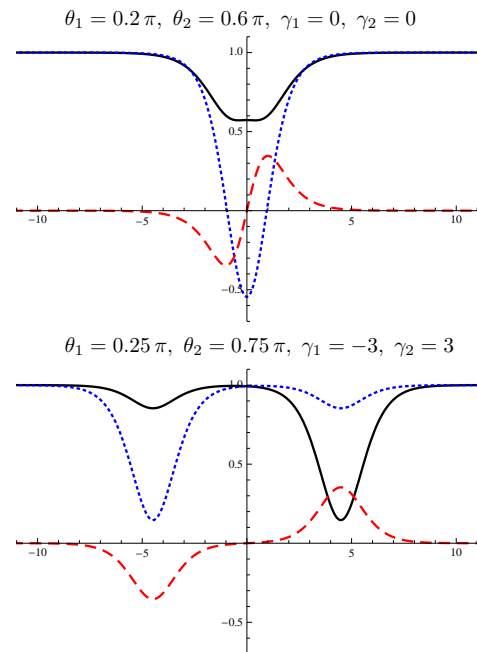 θ₁ = 0.2 π, θ₂ = 0.6 π, γ₁ = 0, γ₂ = 0
1.0
0.5
−10 −5 5 10
−0.5
θ₁ = 0.25 π, θ₂ = 0.75 π, γ₁ = −3, γ₂ = 3
1.0
0.5
−10 −5 5 10
−0.5